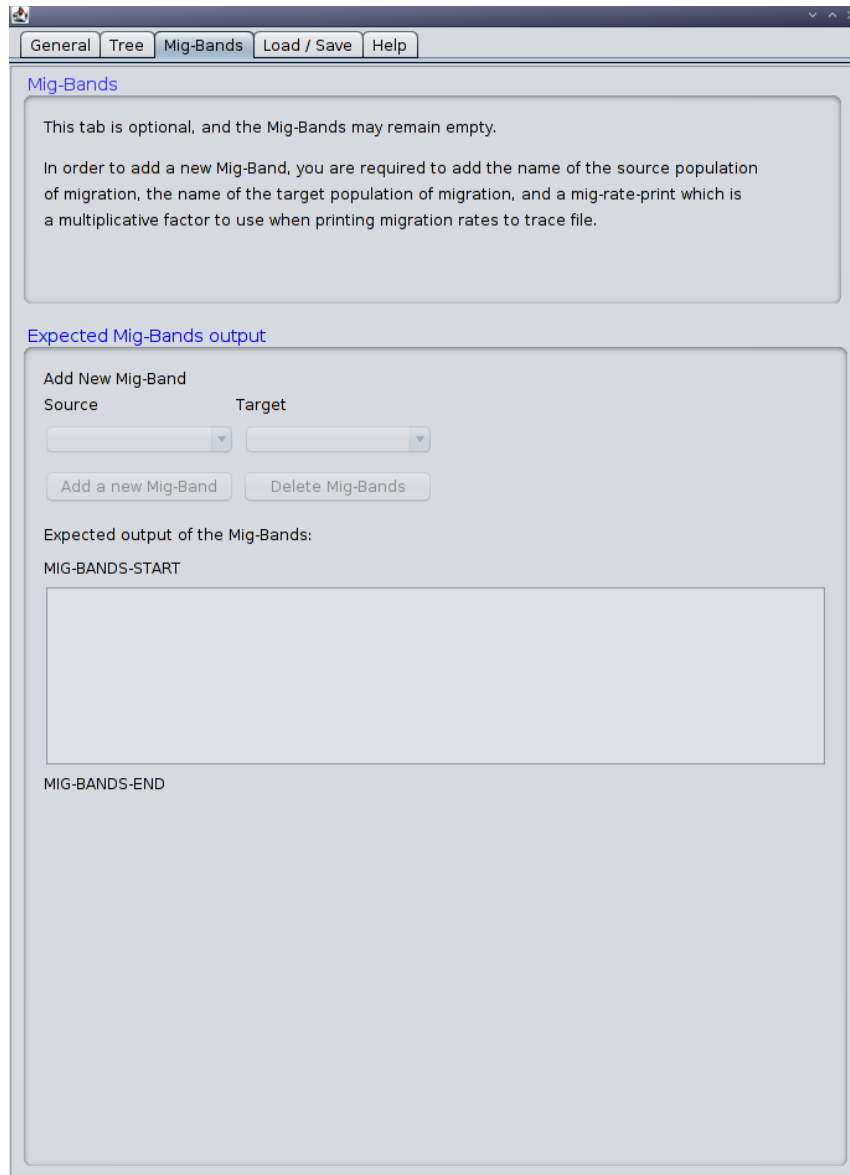 General Tree Mig-Bands Load / Save Help
Mig-Bands
This tab is optional, and the Mig-Bands may remain empty.
In order to add a new Mig-Band, you are required to add the name of the source population
of migration, the name of the target population of migration, and a mig-rate-print which is
a multiplicative factor to use when printing migration rates to trace file.
Expected Mig-Bands output
Add New Mig-Band
Source Target
Add a new Mig-Band Delete Mig-Bands
Expected output of the Mig-Bands:
MIG-BANDS-START
MIG-BANDS-END